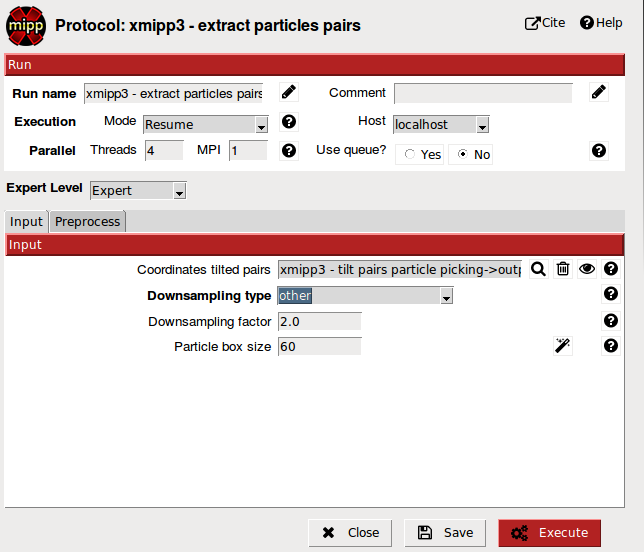 mipp Protocol: xmipp3 - extract particles pairs Cite Help
Run
Run name xmipp3 - extract particles pairs Comment
Execution Mode Resume Host localhost
Parallel Threads 4 MPI 1 Use queue? Yes No
Expert Level Expert
Input Preprocess
Input
Coordinates tilted pairs xmipp3 - tilt pairs particle picking->outp
Downsampling type other
Downsampling factor 2.0
Particle box size 60
Close Save Execute